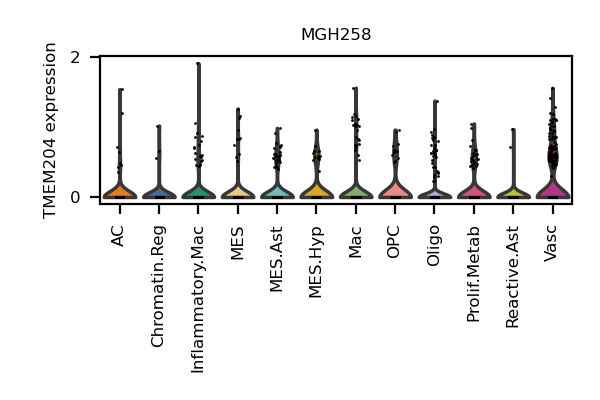 MGH258
TMEM204 expression
2
0
AC
Chromatin.Reg
Inflammatory.Mac
MES
MES.Ast
MES.Hyp
Mac
OPC
Oligo
Prolif.Metab
Reactive.Ast
Vasc